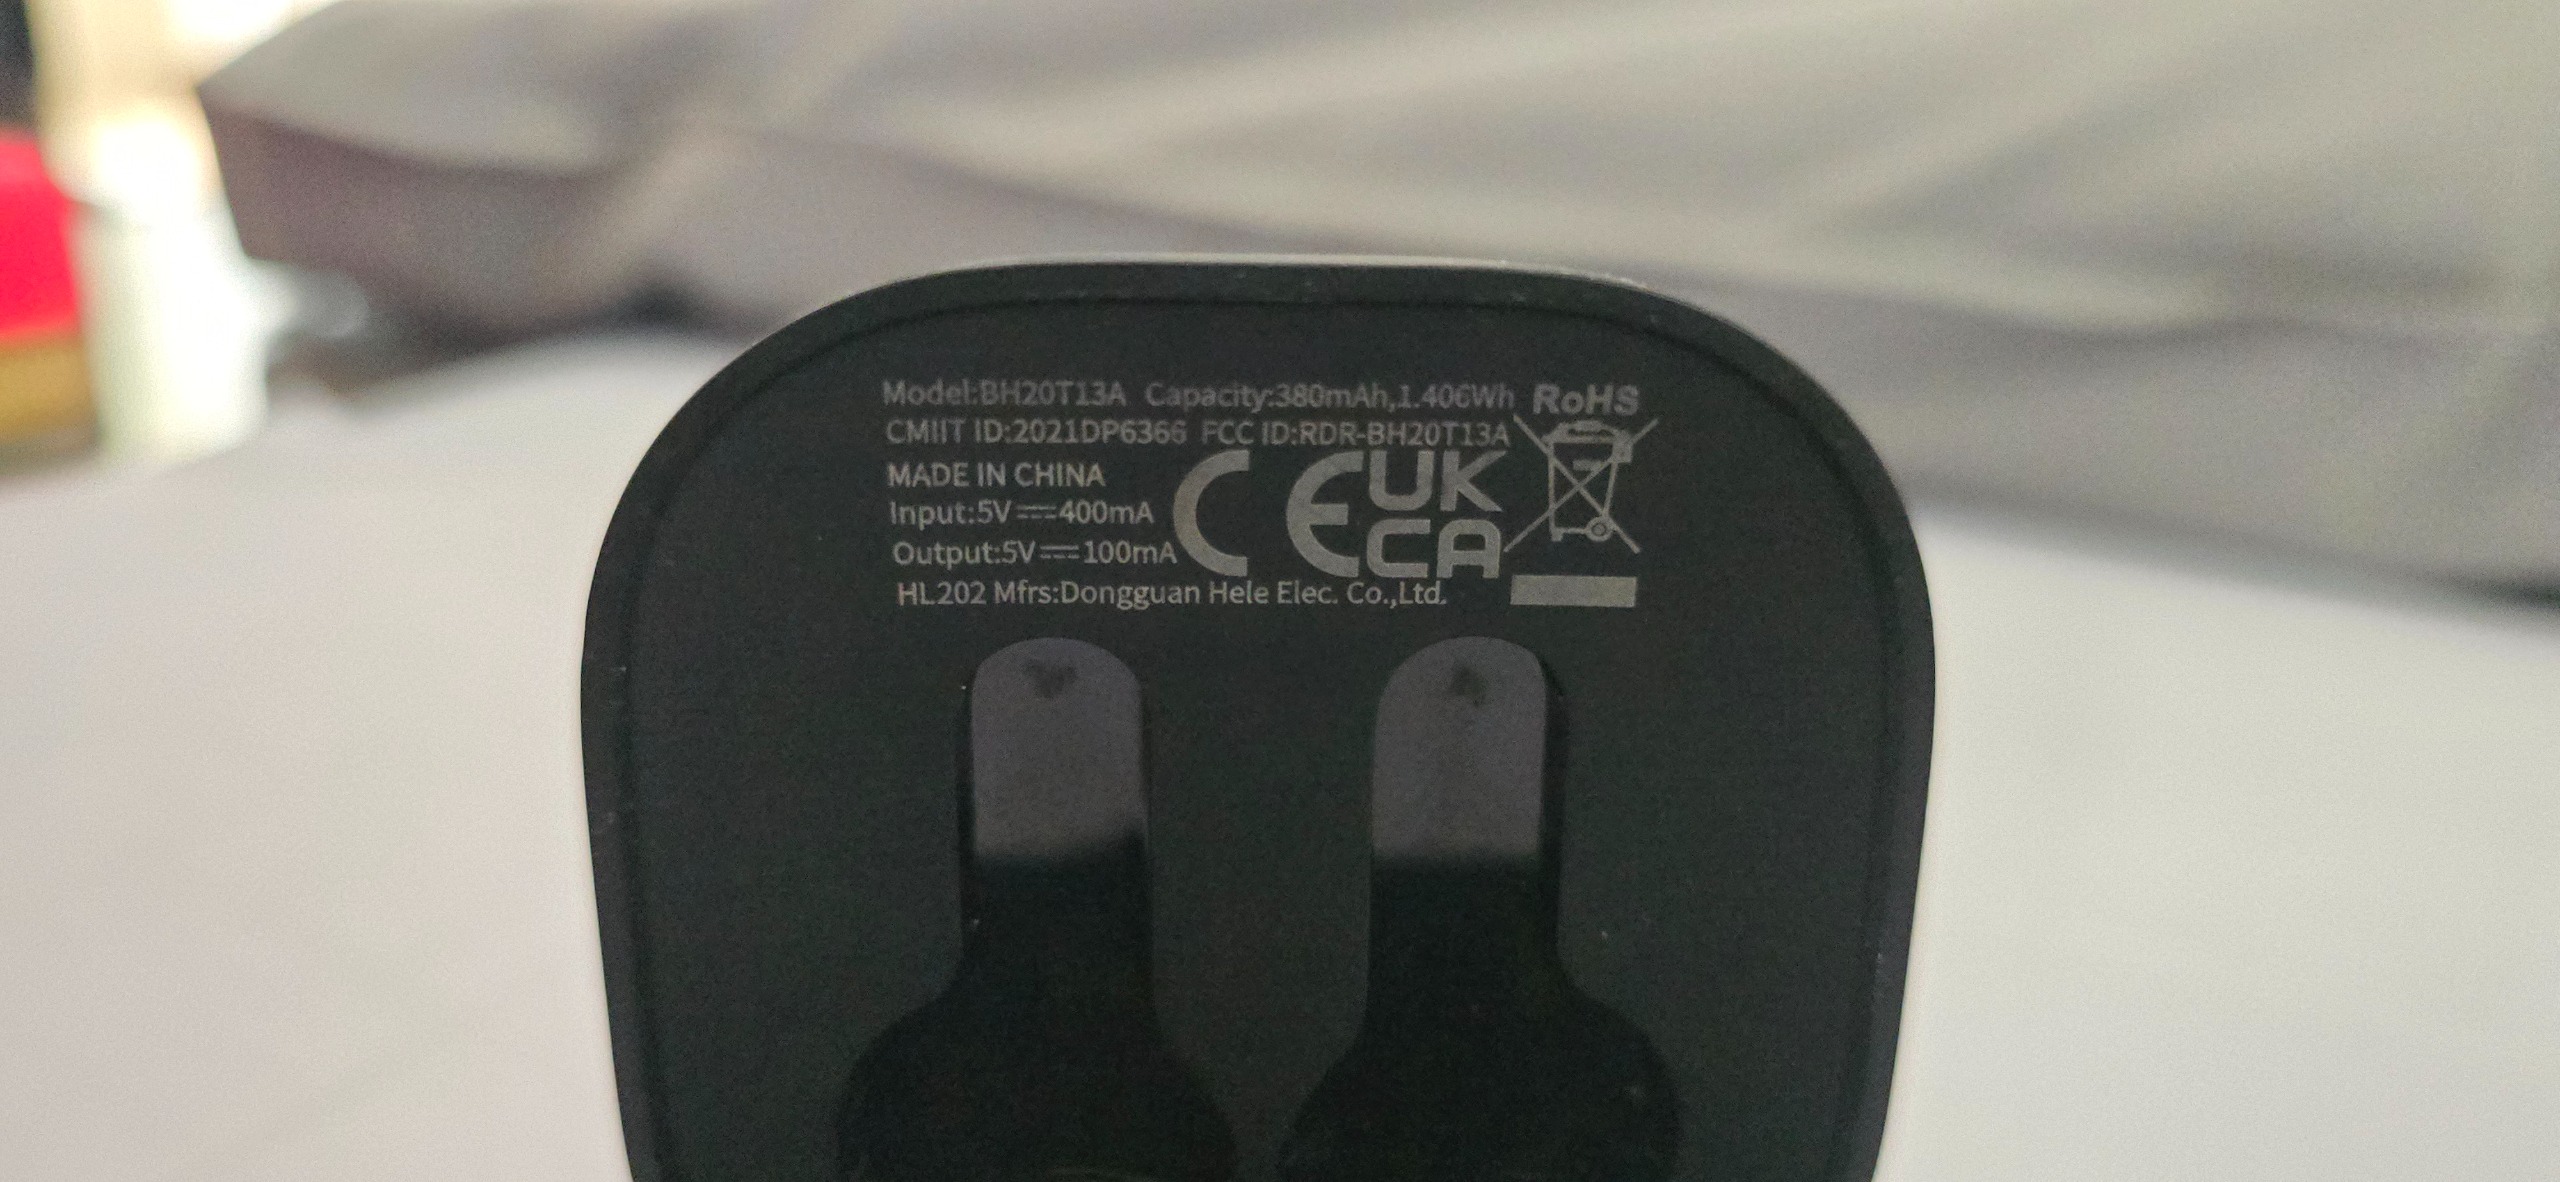 Model:BH20T13A Capacity:380mAh,1.406Wh RoHS
CMIIT ID:2021DP6366 FCC ID:RDR-BH20T13A
MADE IN CHINA
Input:5V⎓400mA
Output:5V⎓100mA
CE UK
CA
HL202 Mfrs:Dongguan Hele Elec. Co.,Ltd.